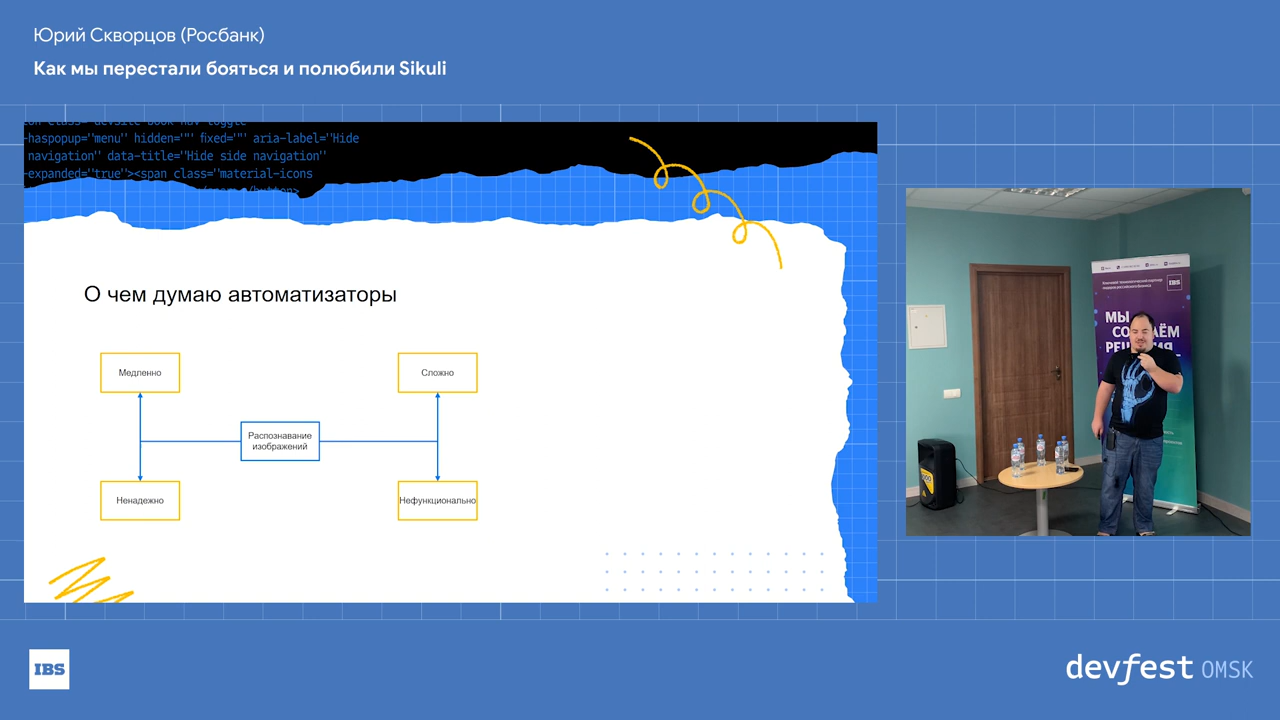 Юрий Скворцов (Росбанк)
Как мы перестали бояться и полюбили Sikuli
-haspopup="menu" hidden="" fixed="" aria-label="Hide
navigation" data-title="Hide side navigation"
-expanded="true"><span class="material-icons
О чем думаю автоматизаторы
Медленно
Сложно
Распознавание
изображений
Ненадежно
Нефункционально
IBS
МЫ
IBS
devfest OMSK